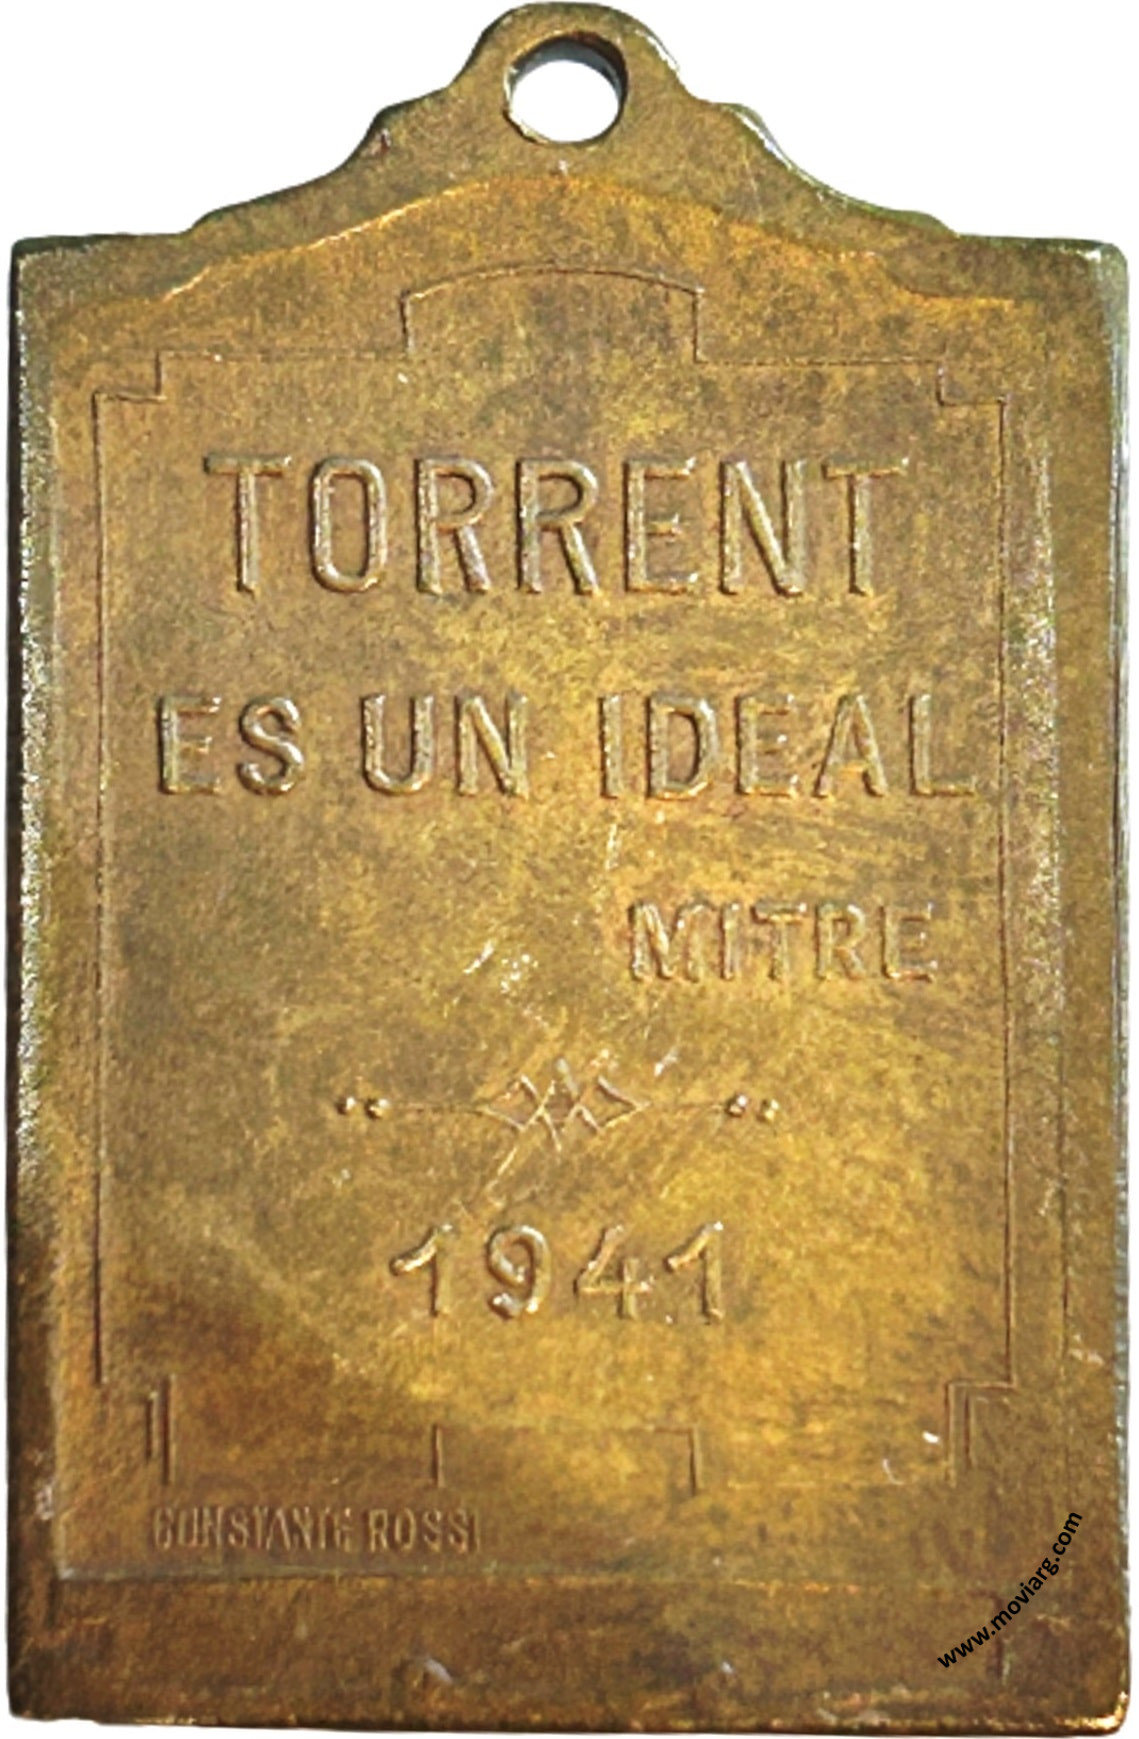 TORRENT
ES UN IDEAL
MITRE
1941
CONSTANTE ROSSI
www.moviarg.com